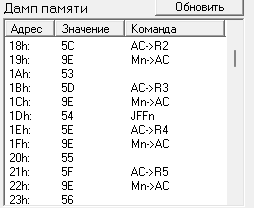 Дамп памяти Обновить
Адрес Значение Команда
18h: 5C AC->R2
19h: 9E Mn->AC
1Ah: 53
1Bh: 5D AC->R3
1Ch: 9E Mn->AC
1Dh: 54 JFFn
1Eh: 5E AC->R4
1Fh: 9E Mn->AC
20h: 55
21h: 5F AC->R5
22h: 9E Mn->AC
23h: 56